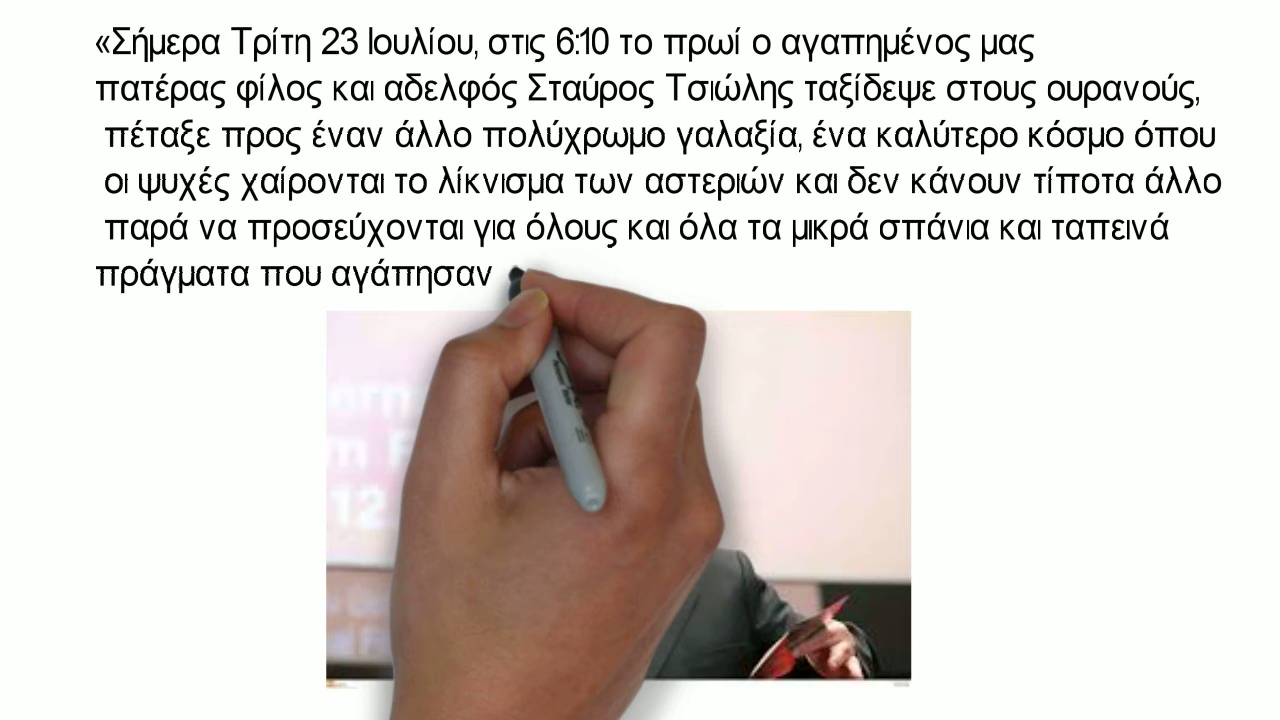 «Σήμερα Τρίτη 23 Ιουλίου, στις 6:10 το πρωί ο αγαπημένος μας
πατέρας φίλος και αδελφός Σταύρος Τσιώλης ταξίδεψε στους ουρανούς,
πέταξε προς έναν άλλο πολύχρωμο γαλαξία, ένα καλύτερο κόσμο όπου
οι ψυχές χαίρονται το λίκνισμα των αστεριών και δεν κάνουν τίποτα άλλο
παρά να προσεύχονται για όλους και όλα τα μικρά σπάνια και ταπεινά
πράγματα που αγάπησαν
12